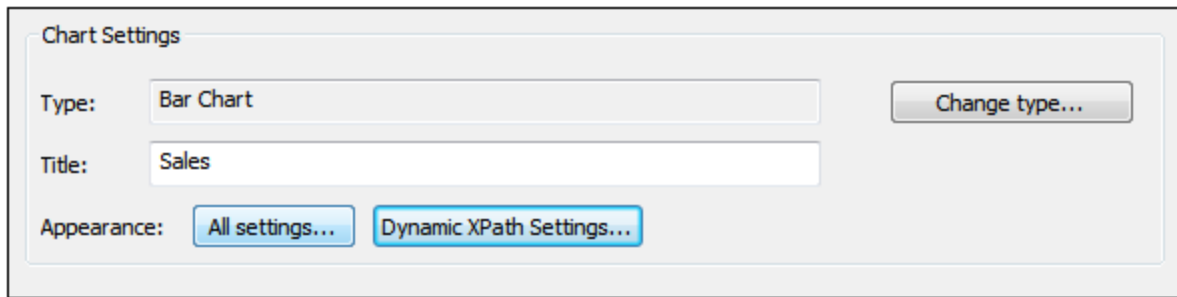 Chart Settings
Type: Bar Chart Change type...
Title: Sales
Appearance: All settings... Dynamic XPath Settings...